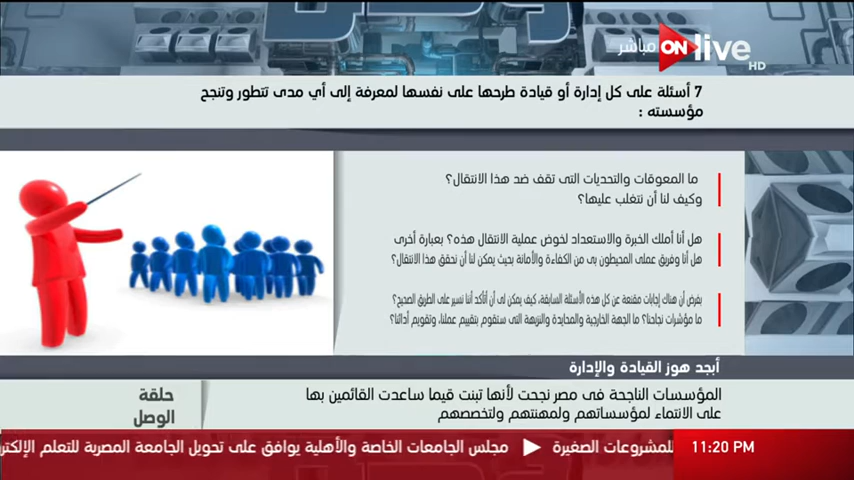 مباشر ON live
HD
7 أسئلة على كل إدارة أو قيادة طرحها على نفسها لمعرفة إلى أي مدى تتطور وتنجح
مؤسسته :
ما المعوقات والتحديات التى تقف ضد هذا الانتقال؟
وكيف لنا أن نتغلب عليها؟
هل أنا أملك الخبرة والاستعداد لخوض عملية الانتقال هذه؟ بعبارة أخرى
هل أنا وفريق عملى المحيطون بى من الكفاءة والأمانة بحيث يمكن لنا أن نحقق هذا الانتقال؟
بفرض أن هناك إجابات مقنعة عن كل هذه الأسئلة السابقة، كيف يمكن لى أن أتأكد أننا نسير على الطريق الصحيح؟
ما مؤشرات نجاحنا؟ ما الجهة الخارجية والمحايدة والنزيهة التى ستقوم بتقييم عملنا، وتقويم أدائنا؟
أبجد هوز القيادة والإدارة
حلقة
الوصل
المؤسسات الناجحة فى مصر نجحت لأنها تبنت قيما ساعدت القائمين بها
على الانتماء لمؤسساتهم ولمهنتهم ولتخصصهم
11:20 PM
للمشروعات الصغيرة ◀ مجلس الجامعات الخاصة والأهلية يوافق على تحويل الجامعة المصرية للتعلم الإلكترو